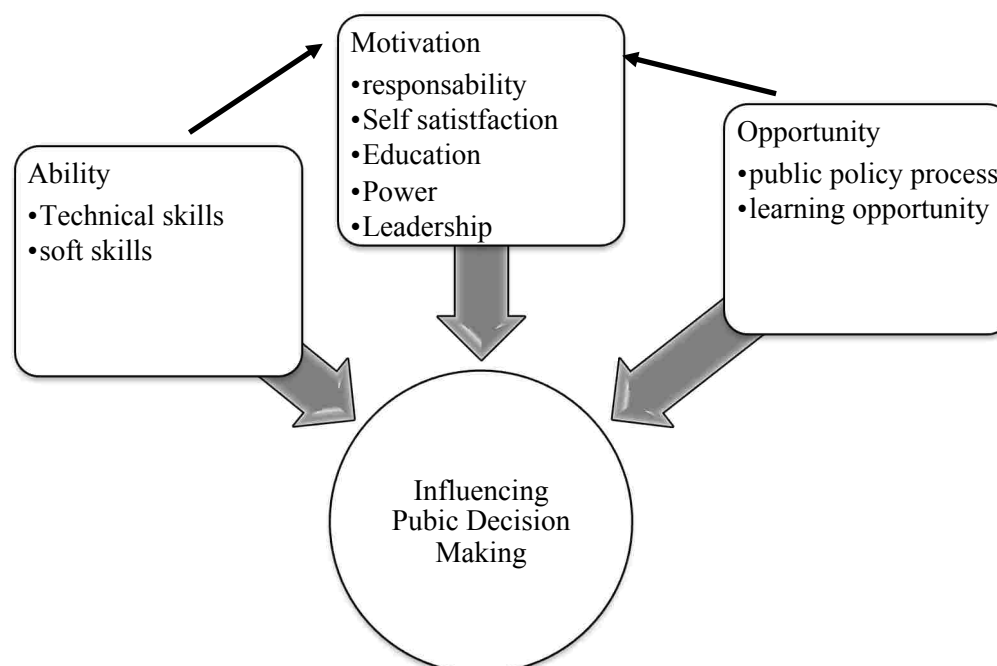 Motivation
•responsability
•Self satistfaction
•Education
•Power
•Leadership
Ability
•Technical skills
•soft skills
Opportunity
•public policy process
•learning opportunity
Influencing
Pubic Decision
Making